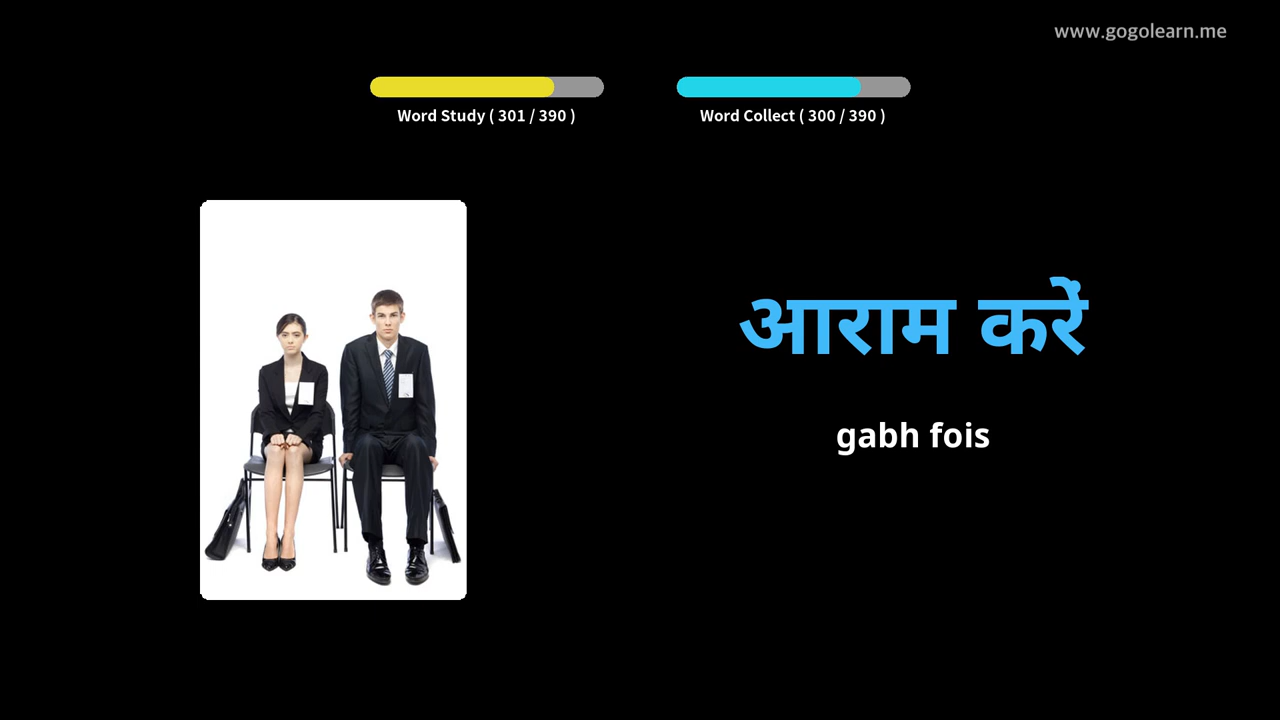 www.gogolearn.me
Word Study ( 301 / 390 )
Word Collect ( 300 / 390 )
आराम करें
gabh fois